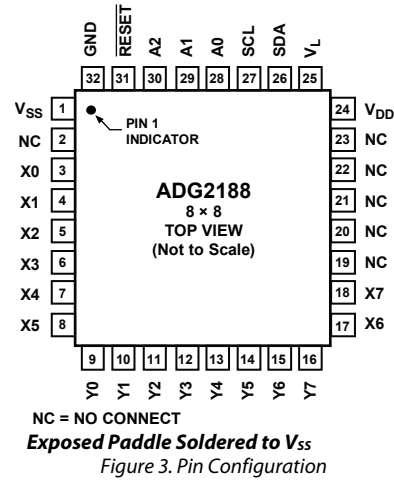 GND RESET A2 A1 A0 SCL SDA VL
32 31 30 29 28 27 26 25
VSS 1 24 VDD
PIN 1
INDICATOR
NC 2 23 NC
X0 3 22 NC
X1 4 21 NC
X2 5 20 NC
X3 6 19 NC
X4 7 18 X7
X5 8 17 X6
ADG2188
8 × 8
TOP VIEW
(Not to Scale)
9 10 11 12 13 14 15 16
Y0 Y1 Y2 Y3 Y4 Y5 Y6 Y7
NC = NO CONNECT
Exposed Paddle Soldered to Vss
Figure 3. Pin Configuration